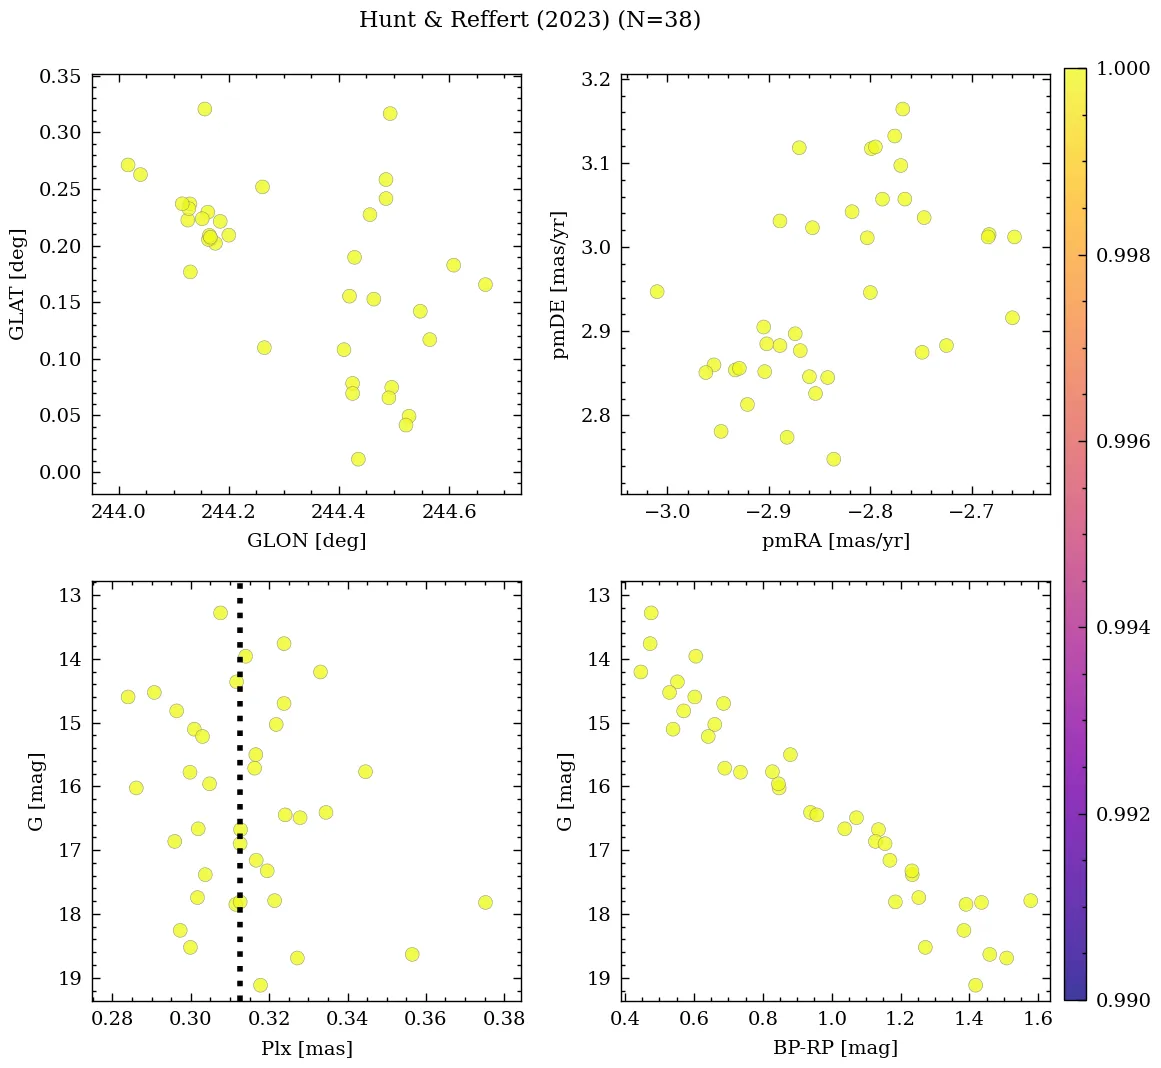 Hunt & Reffert (2023) (N=38)
0.35
0.30
0.25
0.20
0.15
0.10
0.05
0.00
GLAT [deg]
244.0 244.2 244.4 244.6
GLON [deg]
3.2
3.1
3.0
2.9
2.8
pmDE [mas/yr]
−3.0 −2.9 −2.8 −2.7
pmRA [mas/yr]
13
14
15
16
17
18
19
G [mag]
0.28 0.30 0.32 0.34 0.36 0.38
Plx [mas]
13
14
15
16
17
18
19
G [mag]
0.4 0.6 0.8 1.0 1.2 1.4 1.6
BP-RP [mag]
1.000
0.998
0.996
0.994
0.992
0.990